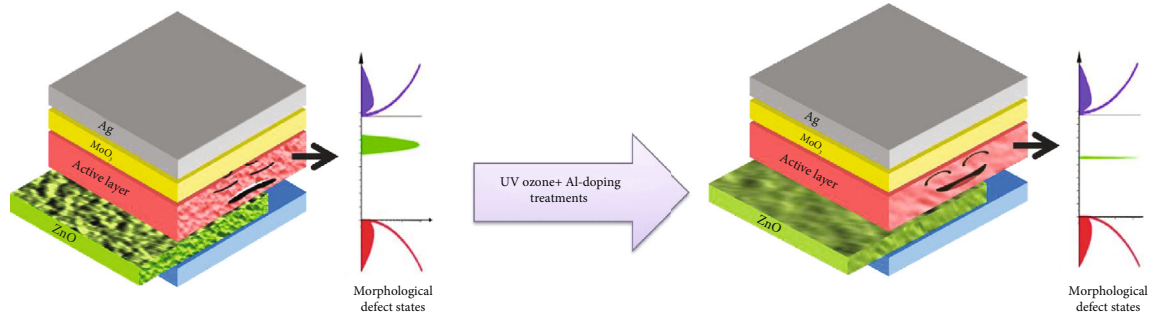 Ag
MoO₃
Active layer
ZnO
Morphological
defect states
UV ozone+ Al-doping
treatments
Ag
MoO₃
Active layer
ZnO
Morphological
defect states